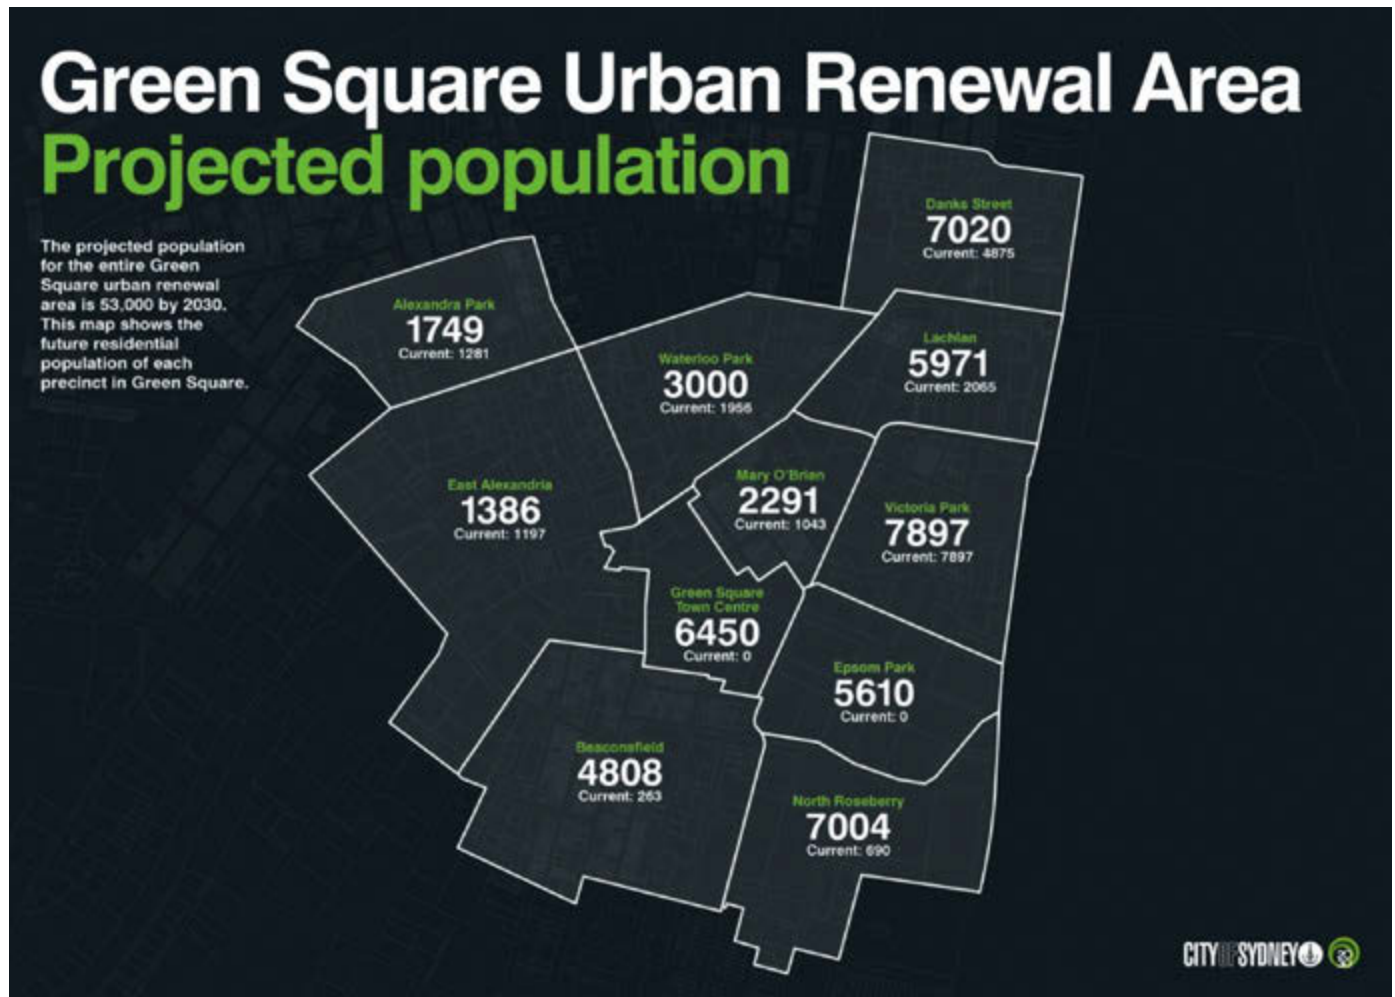 Green Square Urban Renewal Area
Projected population
The projected population
for the entire Green
Square urban renewal
area is 53,000 by 2030.
This map shows the
future residential
population of each
precinct in Green Square.
Danks Street
7020
Current: 4875
Alexandra Park
1749
Current: 1281
Waterloo Park
3000
Current: 1956
Lachlan
5971
Current: 2065
East Alexandria
1386
Current: 1197
Mary O'Brien
2291
Current: 1043
Victoria Park
7897
Current: 7897
Green Square
Town Centre
6450
Current: 0
Epsom Park
5610
Current: 0
Beaconsfield
4808
Current: 263
North Roseberry
7004
Current: 690
CITY OF SYDNEY